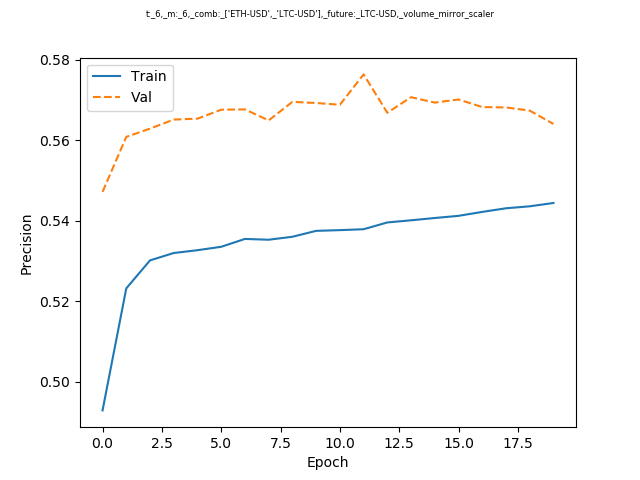 t:_6,_m:_6,_comb:_['ETH-USD',_'LTC-USD'],_future:_LTC-USD,_volume_mirror_scaler
Train
Val
0.58
0.56
0.54
0.52
0.50
Precision
0.0 2.5 5.0 7.5 10.0 12.5 15.0 17.5
Epoch